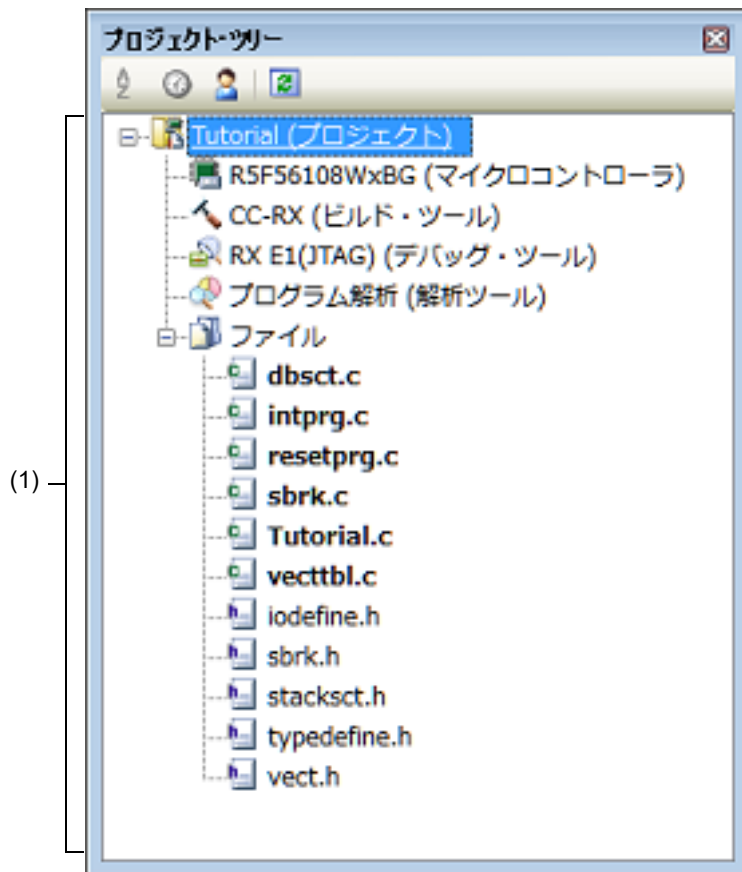 プロジェクト・ツリー
Tutorial (プロジェクト)
R5F56108WxBG (マイクロコントローラ)
CC-RX (ビルド・ツール)
RX E1(JTAG) (デバッグ・ツール)
プログラム解析 (解析ツール)
ファイル
dbsct.c
intprg.c
resetprg.c
(1)
sbrk.c
Tutorial.c
vecttbl.c
iodefine.h
sbrk.h
stacksct.h
typedefine.h
vect.h